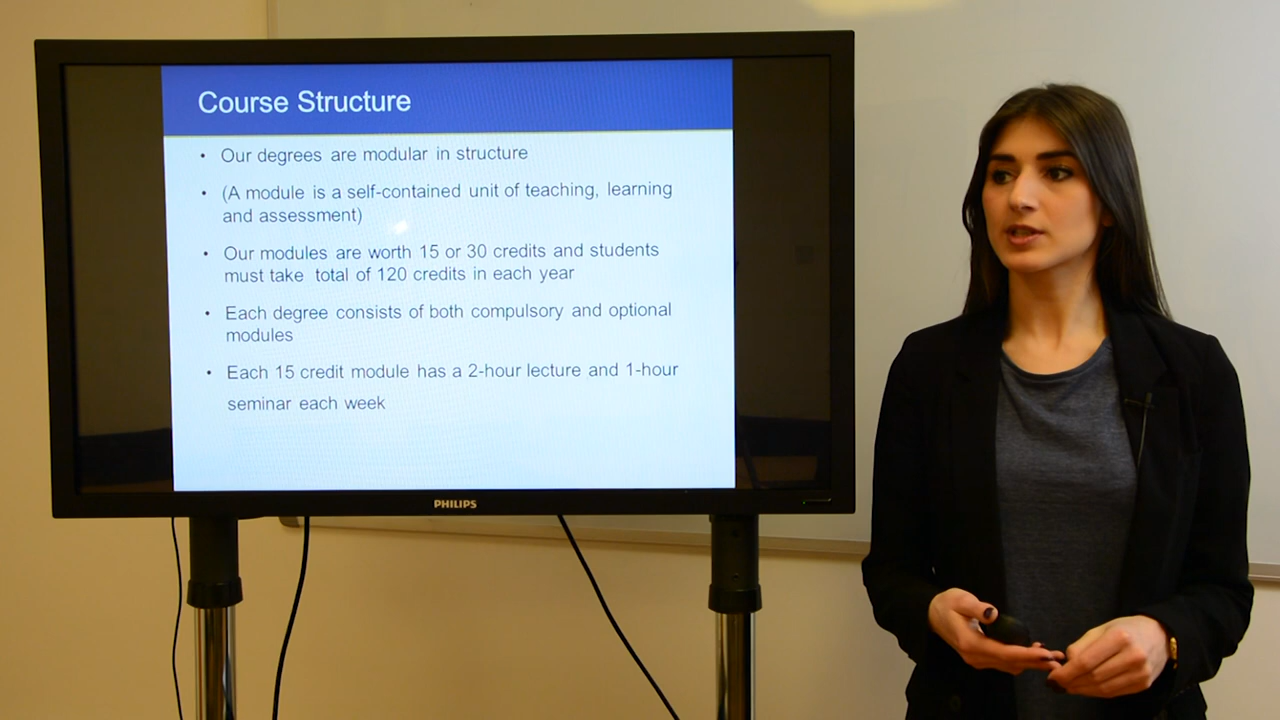 Course Structure
• Our degrees are modular in structure
• (A module is a self-contained unit of teaching, learning
and assessment)
• Our modules are worth 15 or 30 credits and students
must take total of 120 credits in each year
• Each degree consists of both compulsory and optional
modules
• Each 15 credit module has a 2-hour lecture and 1-hour
seminar each week
PHILIPS